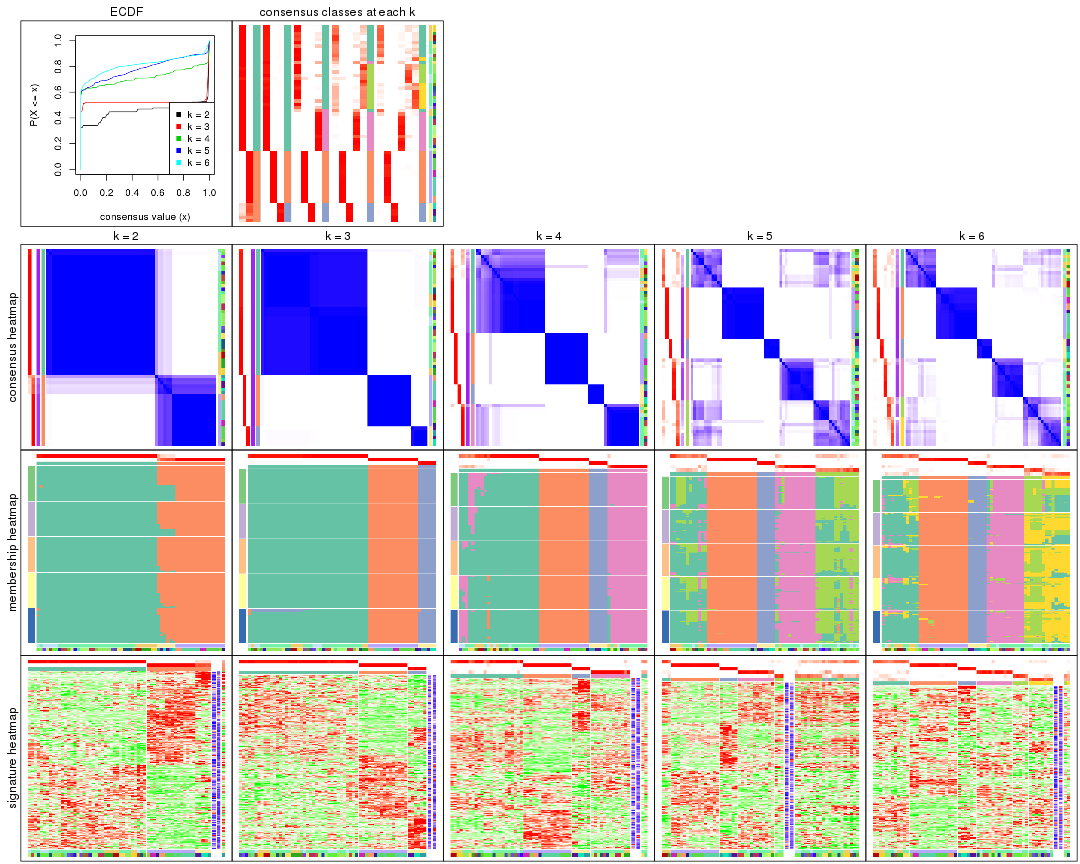 ECDF
consensus classes at each k
P(X <= x)
0.0 0.2 0.4 0.6 0.8 1.0
k = 2
k = 3
k = 4
k = 5
k = 6
0.0 0.2 0.4 0.6 0.8 1.0
consensus value (x)
k = 2 k = 3 k = 4 k = 5 k = 6
consensus heatmap
membership heatmap
signature heatmap